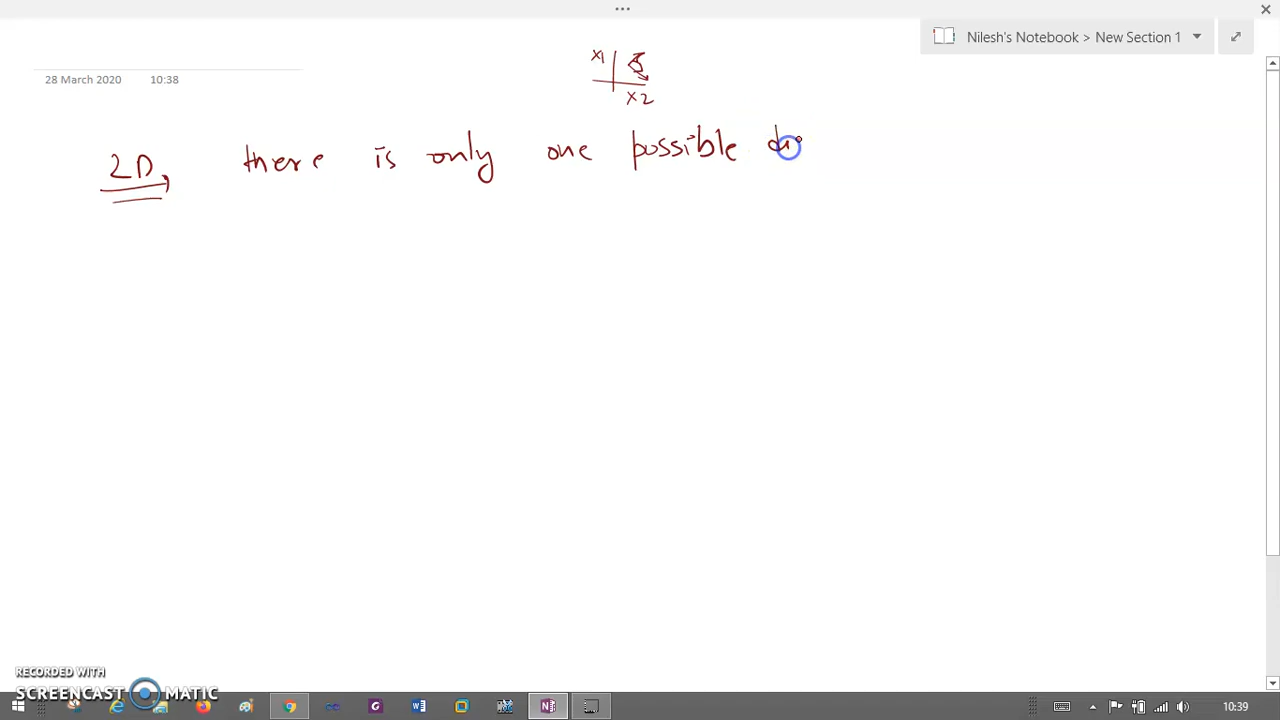 Nilesh's Notebook > New Section 1
28 March 2020 10:38
x1
x2
2D, there is only one possible
RECORDED WITH
SCREENCAST MATIC
10:39